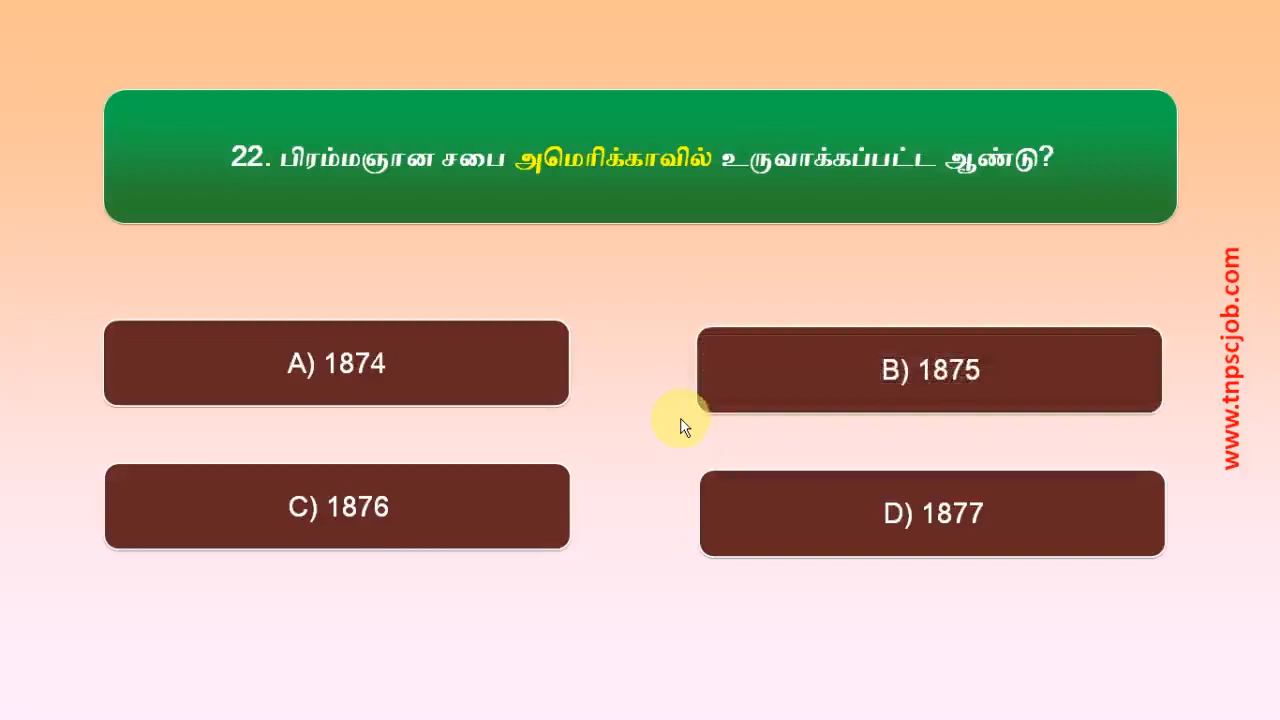 22. பிரம்மஞான சபை அமெரிக்காவில் உருவாக்கப்பட்ட ஆண்டு?
A) 1874
B) 1875
C) 1876
D) 1877
www.tnpscjob.com